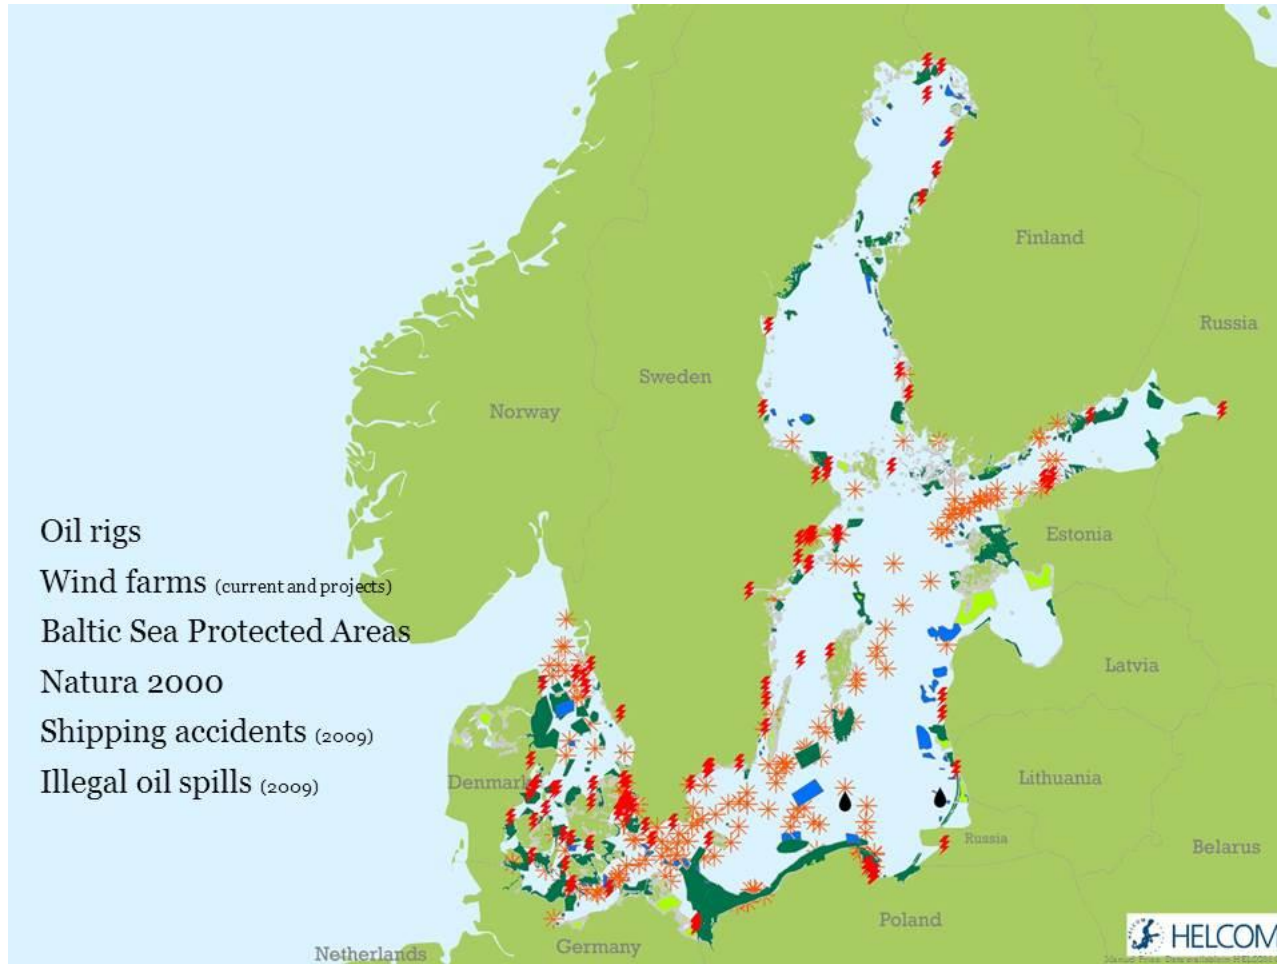 Finland
Russia
Sweden
Norway
Oil rigs
Estonia
Wind farms (current and projects)
Baltic Sea Protected Areas
Latvia
Natura 2000
Shipping accidents (2009)
Illegal oil spills (2009)
Denmark
Lithuania
Russia
Belarus
Poland
Germany
Netherlands
HELCOM